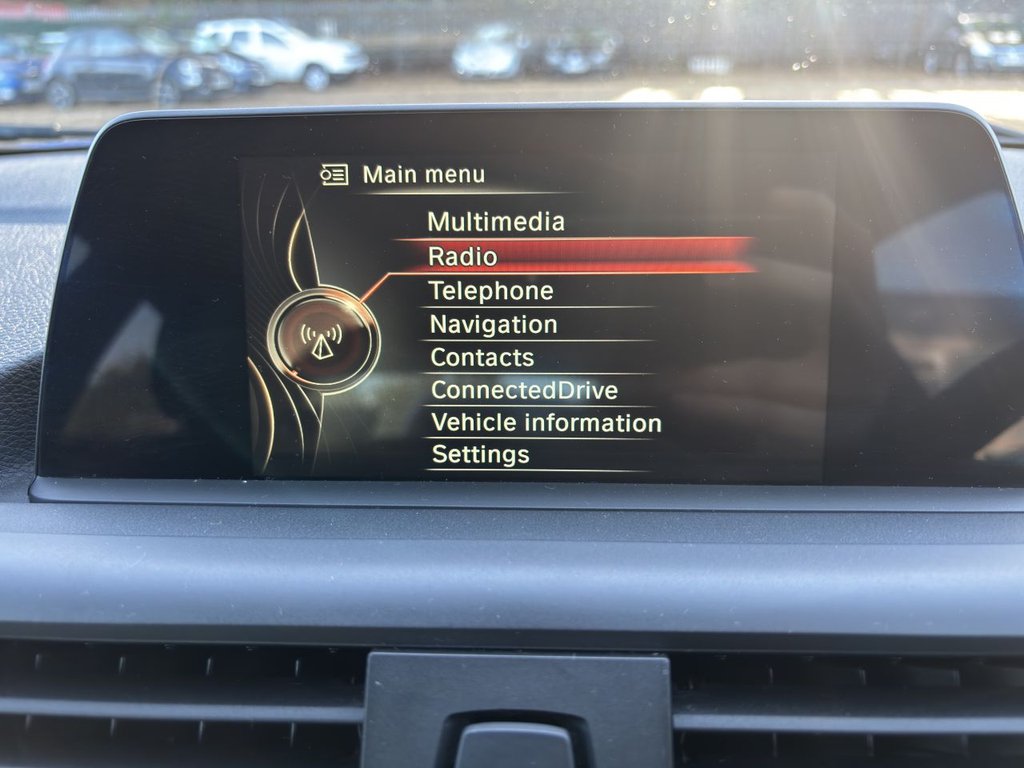 Main menu
Multimedia
Radio
Telephone
Navigation
Contacts
ConnectedDrive
Vehicle information
Settings